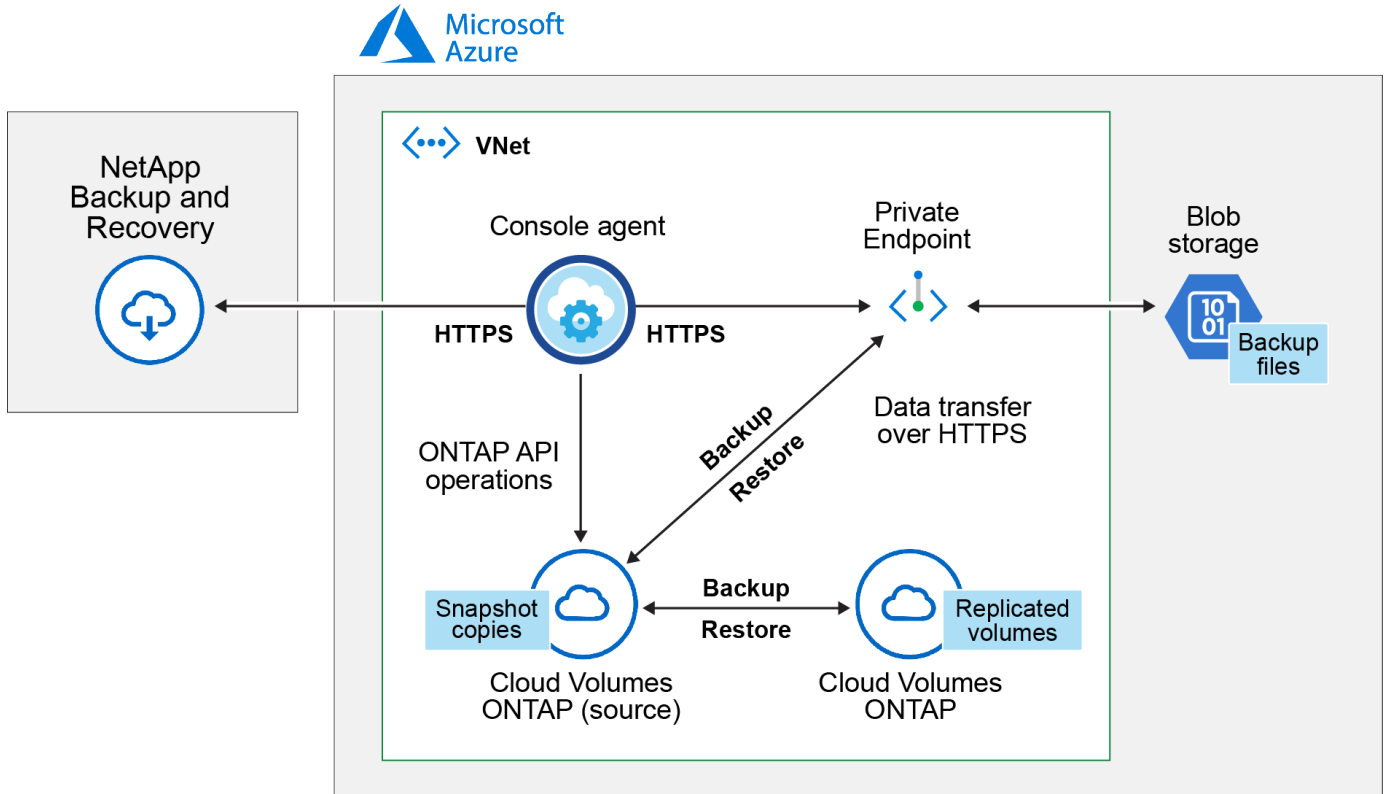 Microsoft
Azure
NetApp
Backup and
Recovery
VNet
Console agent
Private
Endpoint
Blob
storage
HTTPS
HTTPS
10
01
Backup
files
ONTAP API
operations
Backup
Restore
Data transfer
over HTTPS
Snapshot
copies
Backup
Restore
Replicated
volumes
Cloud Volumes
ONTAP (source)
Cloud Volumes
ONTAP